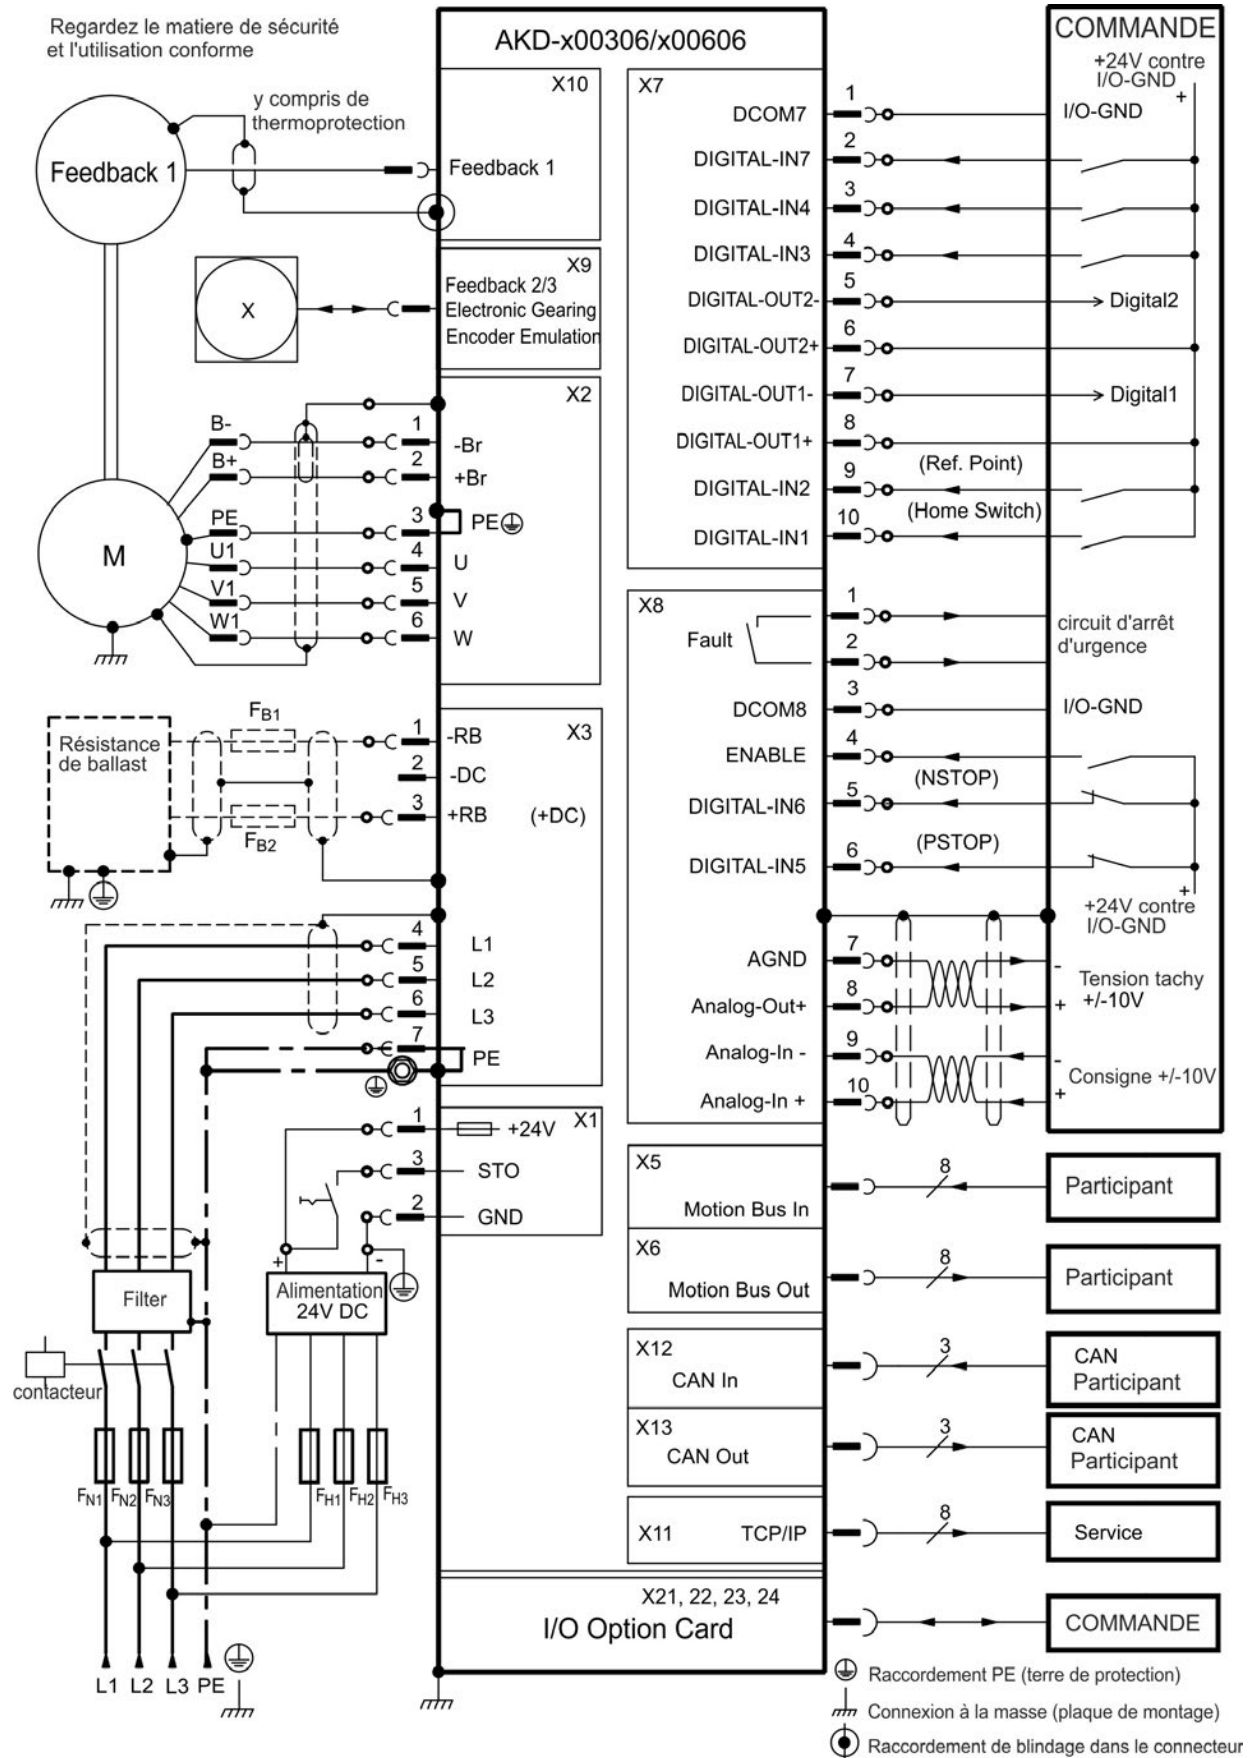 Regardez le matiere de sécurité
et l'utilisation conforme
AKD-x00306/x00606
COMMANDE
+24V contre
I/O-GND
+
Feedback 1
y compris de
thermoprotection
X10
Feedback 1
X
X9
Feedback 2/3
Electronic Gearing
Encoder Emulation
X2
M
B-
1
-Br
B+
2
+Br
PE
3
PE
U1
4
U
V1
5
V
W1
6
W
X7
DCOM7
1
I/O-GND
DIGITAL-IN7
2
DIGITAL-IN4
3
DIGITAL-IN3
4
DIGITAL-OUT2-
5
Digital2
DIGITAL-OUT2+
6
DIGITAL-OUT1-
7
Digital1
DIGITAL-OUT1+
8
DIGITAL-IN2
9
(Ref. Point)
DIGITAL-IN1
10
(Home Switch)
X8
Fault
1
2
circuit d'arrêt
d'urgence
DCOM8
3
I/O-GND
ENABLE
4
DIGITAL-IN6
5
(NSTOP)
DIGITAL-IN5
6
(PSTOP)
+
+24V contre
I/O-GND
AGND
7
-
Analog-Out+
8
+
Tension tachy
+/-10V
Analog-In -
9
-
Analog-In +
10
+
Consigne +/-10V
X3
Résistance
de ballast
FB1
FB2
1
-RB
2
-DC
3
+RB
(+DC)
4
L1
5
L2
6
L3
7
PE
X1
1
+24V
3
STO
2
GND
+
-
Alimentation
24V DC
Filter
contacteur
FN1
FN2
FN3
FH1
FH2
FH3
L1
L2
L3
PE
X5
Motion Bus In
8
Participant
X6
Motion Bus Out
8
Participant
X12
CAN In
3
CAN
Participant
X13
CAN Out
3
CAN
Participant
X11
TCP/IP
8
Service
X21, 22, 23, 24
I/O Option Card
COMMANDE
Raccordement PE (terre de protection)
Connexion à la masse (plaque de montage)
Raccordement de blindage dans le connecteur